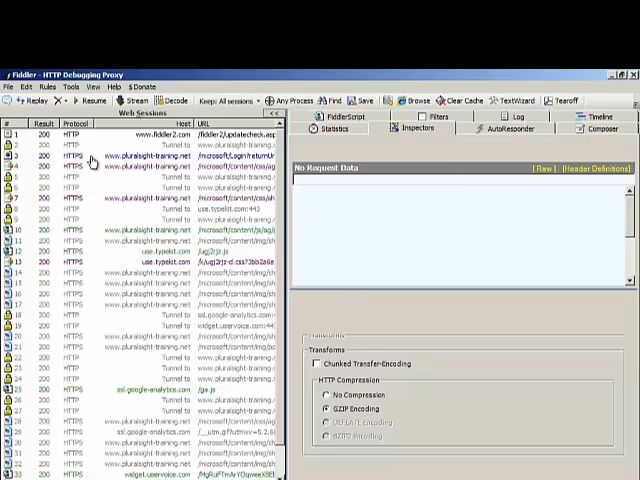 Fiddler - HTTP Debugging Proxy
File Edit Rules Tools View Help $ Donate
Replay Resume Stream Decode Keep: All sessions Any Process Find Save Browse Clear Cache TextWizard Tearoff
Web Sessions <<
# Result Protocol Host URL
1 200 HTTP www.fiddler2.com /fiddler2/updatecheck.asp
2 200 HTTP Tunnel to www.pluralsight-training.ne
3 200 HTTPS www.pluralsight-training.net /microsoft/Login?returnUr
4 200 HTTPS www.pluralsight-training.net /microsoft/content/css/ag
5 200 HTTP Tunnel to www.pluralsight-training.ne
6 200 HTTP Tunnel to www.pluralsight-training.ne
7 200 HTTPS www.pluralsight-training.net /microsoft/content/css/sh
8 200 HTTP Tunnel to use.typekit.com:443
9 200 HTTP Tunnel to www.pluralsight-training.ne
10 200 HTTPS www.pluralsight-training.net /microsoft/content/js/ag/
11 200 HTTPS www.pluralsight-training.net /microsoft/content/img/sh
12 200 HTTPS use.typekit.com /ugj2rjz.js
13 200 HTTPS use.typekit.com /k/ugj2rjz-d.css?3bb2a6e
14 200 HTTPS www.pluralsight-training.net /microsoft/content/img/sh
15 200 HTTPS www.pluralsight-training.net /microsoft/content/img/ag
16 200 HTTPS www.pluralsight-training.net /microsoft/content/img/sh
17 200 HTTPS www.pluralsight-training.net /microsoft/content/img/sh
18 200 HTTP Tunnel to ssl.google-analytics.com:4
19 200 HTTP Tunnel to widget.uservoice.com:44
20 200 HTTPS www.pluralsight-training.net /microsoft/content/img/sh
21 200 HTTPS www.pluralsight-training.net /microsoft/content/img/ag
22 200 HTTP Tunnel to www.pluralsight-training.ne
23 200 HTTP Tunnel to www.pluralsight-training.ne
24 200 HTTP Tunnel to www.pluralsight-training.ne
25 200 HTTPS ssl.google-analytics.com /ga.js
26 200 HTTP Tunnel to www.pluralsight-training.ne
27 200 HTTP Tunnel to www.pluralsight-training.ne
28 200 HTTPS www.pluralsight-training.net /microsoft/content/img/sh
29 200 HTTPS ssl.google-analytics.com
30 200 HTTPS www.pluralsight-training.net /microsoft/content/img/sh
31 200 HTTPS www.pluralsight-training.net /microsoft/content/img/sh
32 200 HTTPS www.pluralsight-training.net /microsoft/content/img/sh
33 200 HTTPS widget.uservoice.com
FiddlerScript Filters Log Timeline
Statistics Inspectors AutoResponder Composer
No Request Data [ Raw ] [Header Definitions]
Transforms
Transforms
Chunked Transfer-Encoding
HTTP Compression
No Compression
GZIP Encoding
DEFLATE Encoding
BZIP2 Encoding